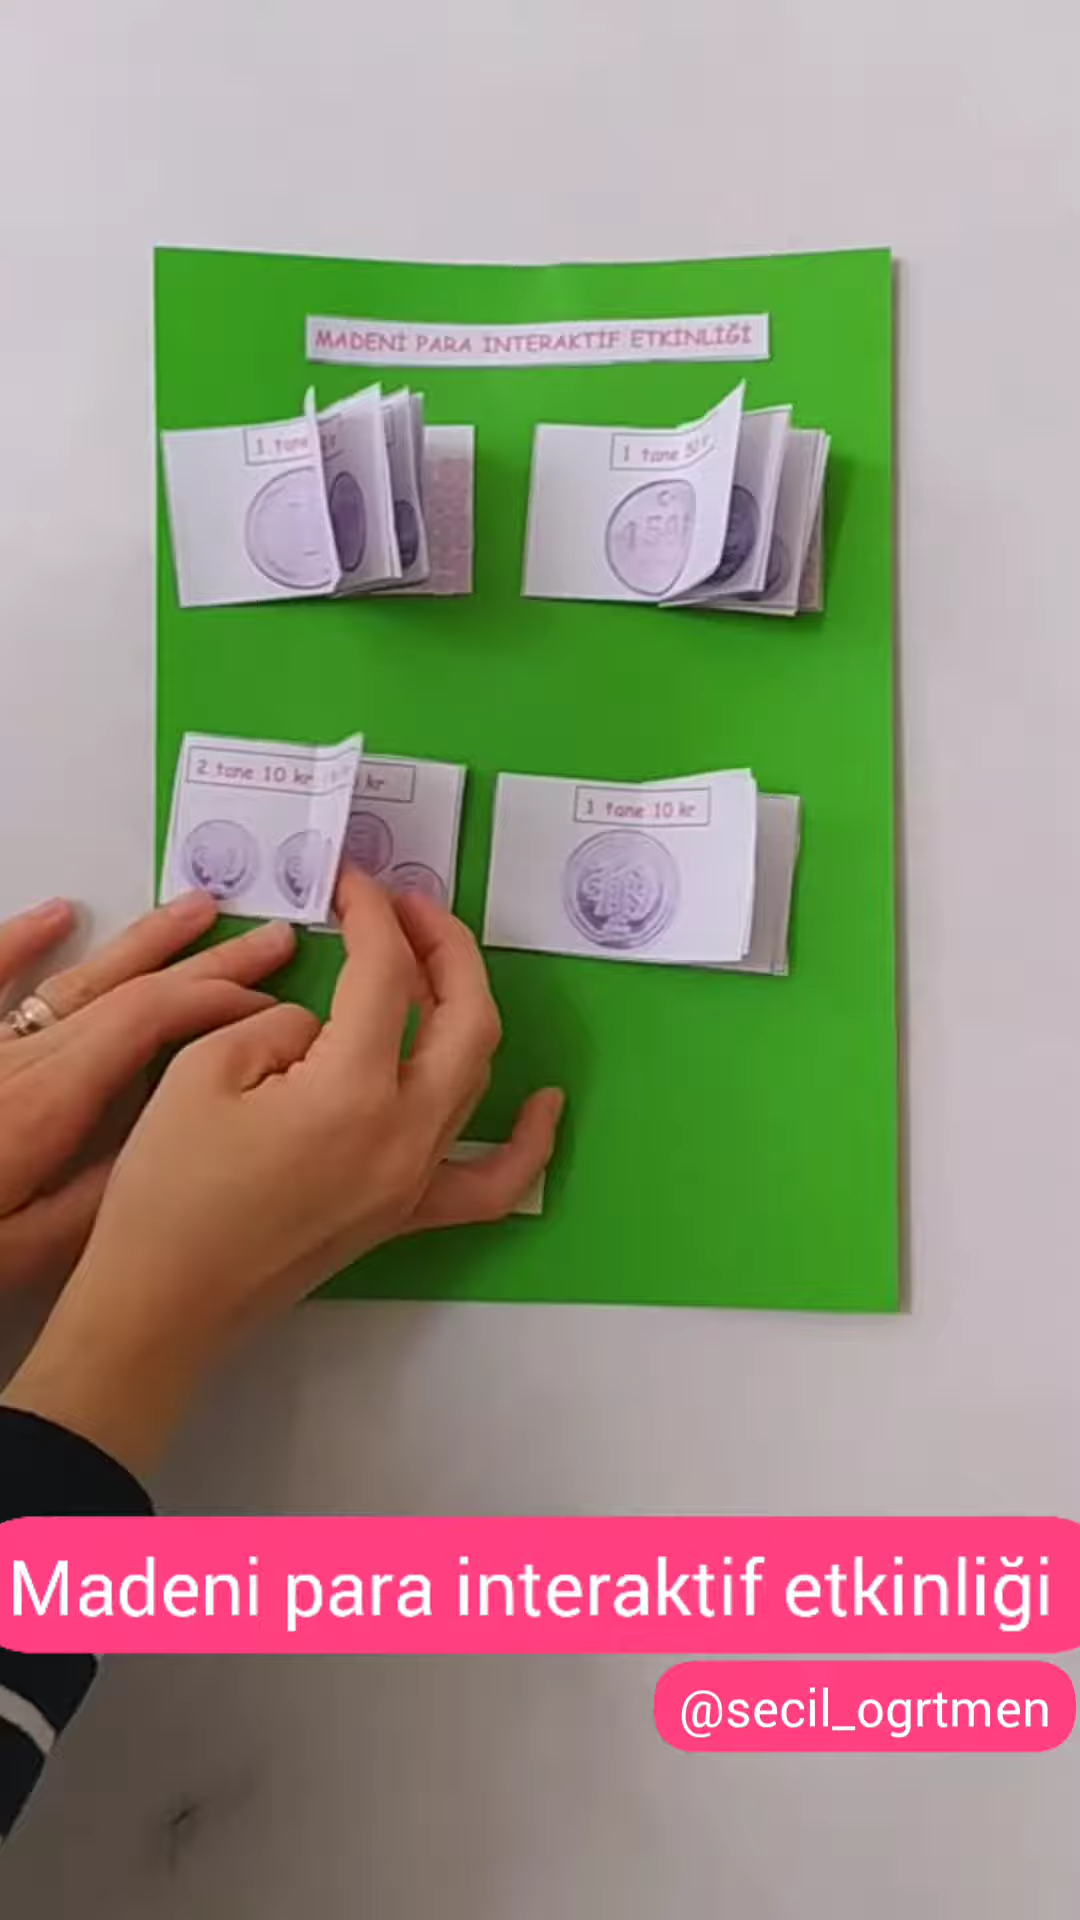 MADENİ PARA İNTERAKTİF ETKİNLİĞİ
1 tane
1 tane 50
2 tane 10 kr
kr
1 tane 10 kr
Madeni para interaktif etkinliği
@secil_ogrtmen